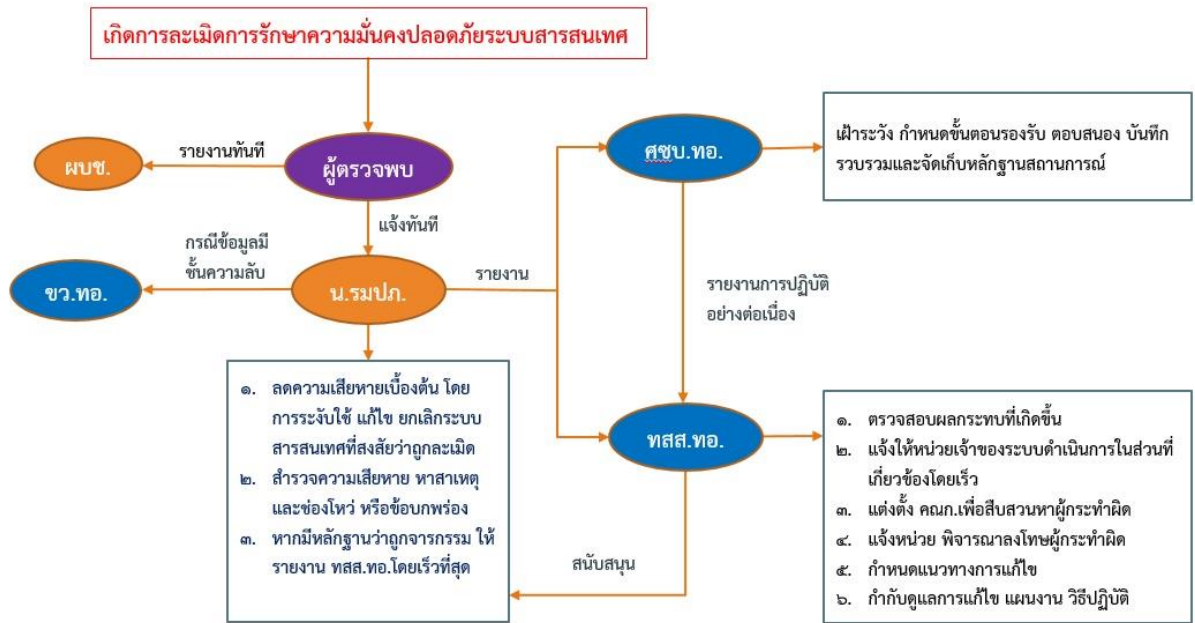 เกิดการละเมิดการรักษาความมั่นคงปลอดภัยระบบสารสนเทศ
ผบช.
รายงานทันที
ผู้ตรวจพบ
ศซบ.ทอ.
เฝ้าระวัง กำหนดขั้นตอนรองรับ ตอบสนอง บันทึก
รวบรวมและจัดเก็บหลักฐานสถานการณ์
แจ้งทันที
กรณีข้อมูลมี
ชั้นความลับ
ขว.ทอ.
น.รมปภ.
รายงาน
รายงานการปฏิบัติ
อย่างต่อเนื่อง
๑. ลดความเสียหายเบื้องต้น โดย
การระงับใช้ แก้ไข ยกเลิกระบบ
สารสนเทศที่สงสัยว่าถูกละเมิด
๒. สำรวจความเสียหาย หาสาเหตุ
และช่องโหว่ หรือข้อบกพร่อง
๓. หากมีหลักฐานว่าถูกจารกรรม ให้
รายงาน ทสส.ทอ.โดยเร็วที่สุด
ทสส.ทอ.
๑. ตรวจสอบผลกระทบที่เกิดขึ้น
๒. แจ้งให้หน่วยเจ้าของระบบดำเนินการในส่วนที่
เกี่ยวข้องโดยเร็ว
๓. แต่งตั้ง คณก.เพื่อสืบสวนหาผู้กระทำผิด
๔. แจ้งหน่วย พิจารณาลงโทษผู้กระทำผิด
๕. กำหนดแนวทางการแก้ไข
๖. กำกับดูแลการแก้ไข แผนงาน วิธีปฏิบัติ
สนับสนุน